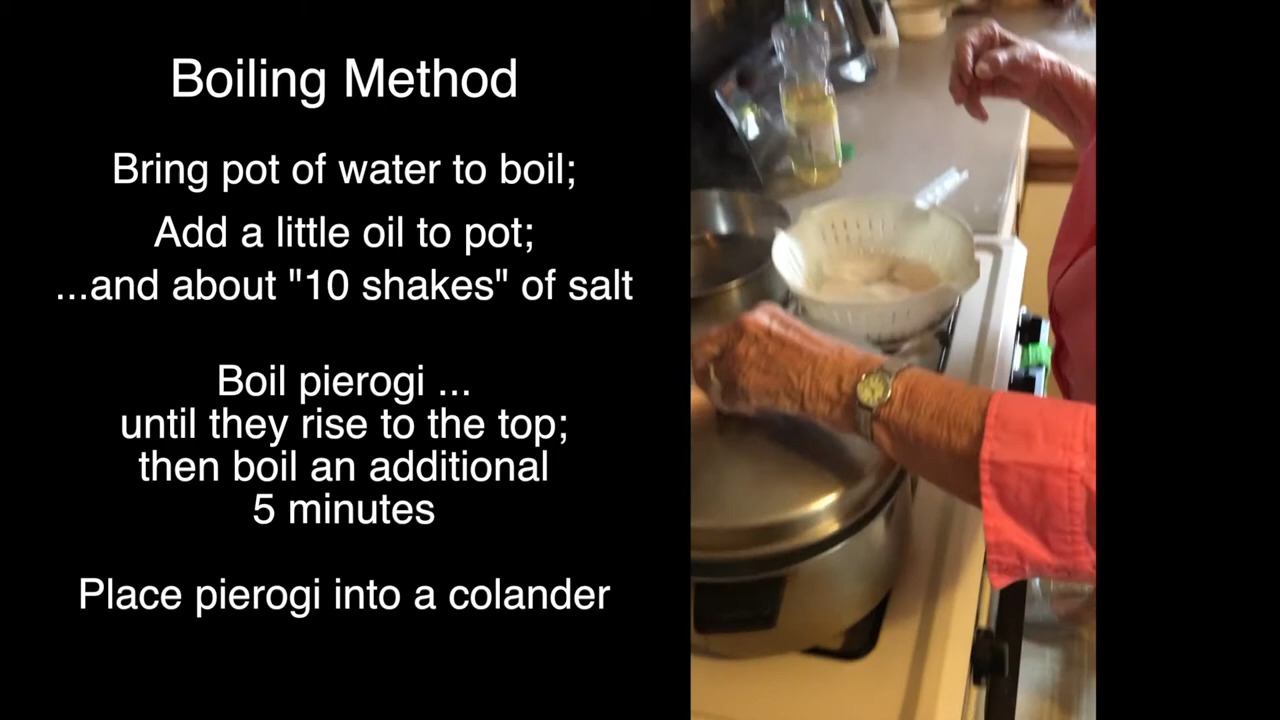 Boiling Method
Bring pot of water to boil;
Add a little oil to pot;
...and about "10 shakes" of salt
Boil pierogi ...
until they rise to the top;
then boil an additional
5 minutes
Place pierogi into a colander